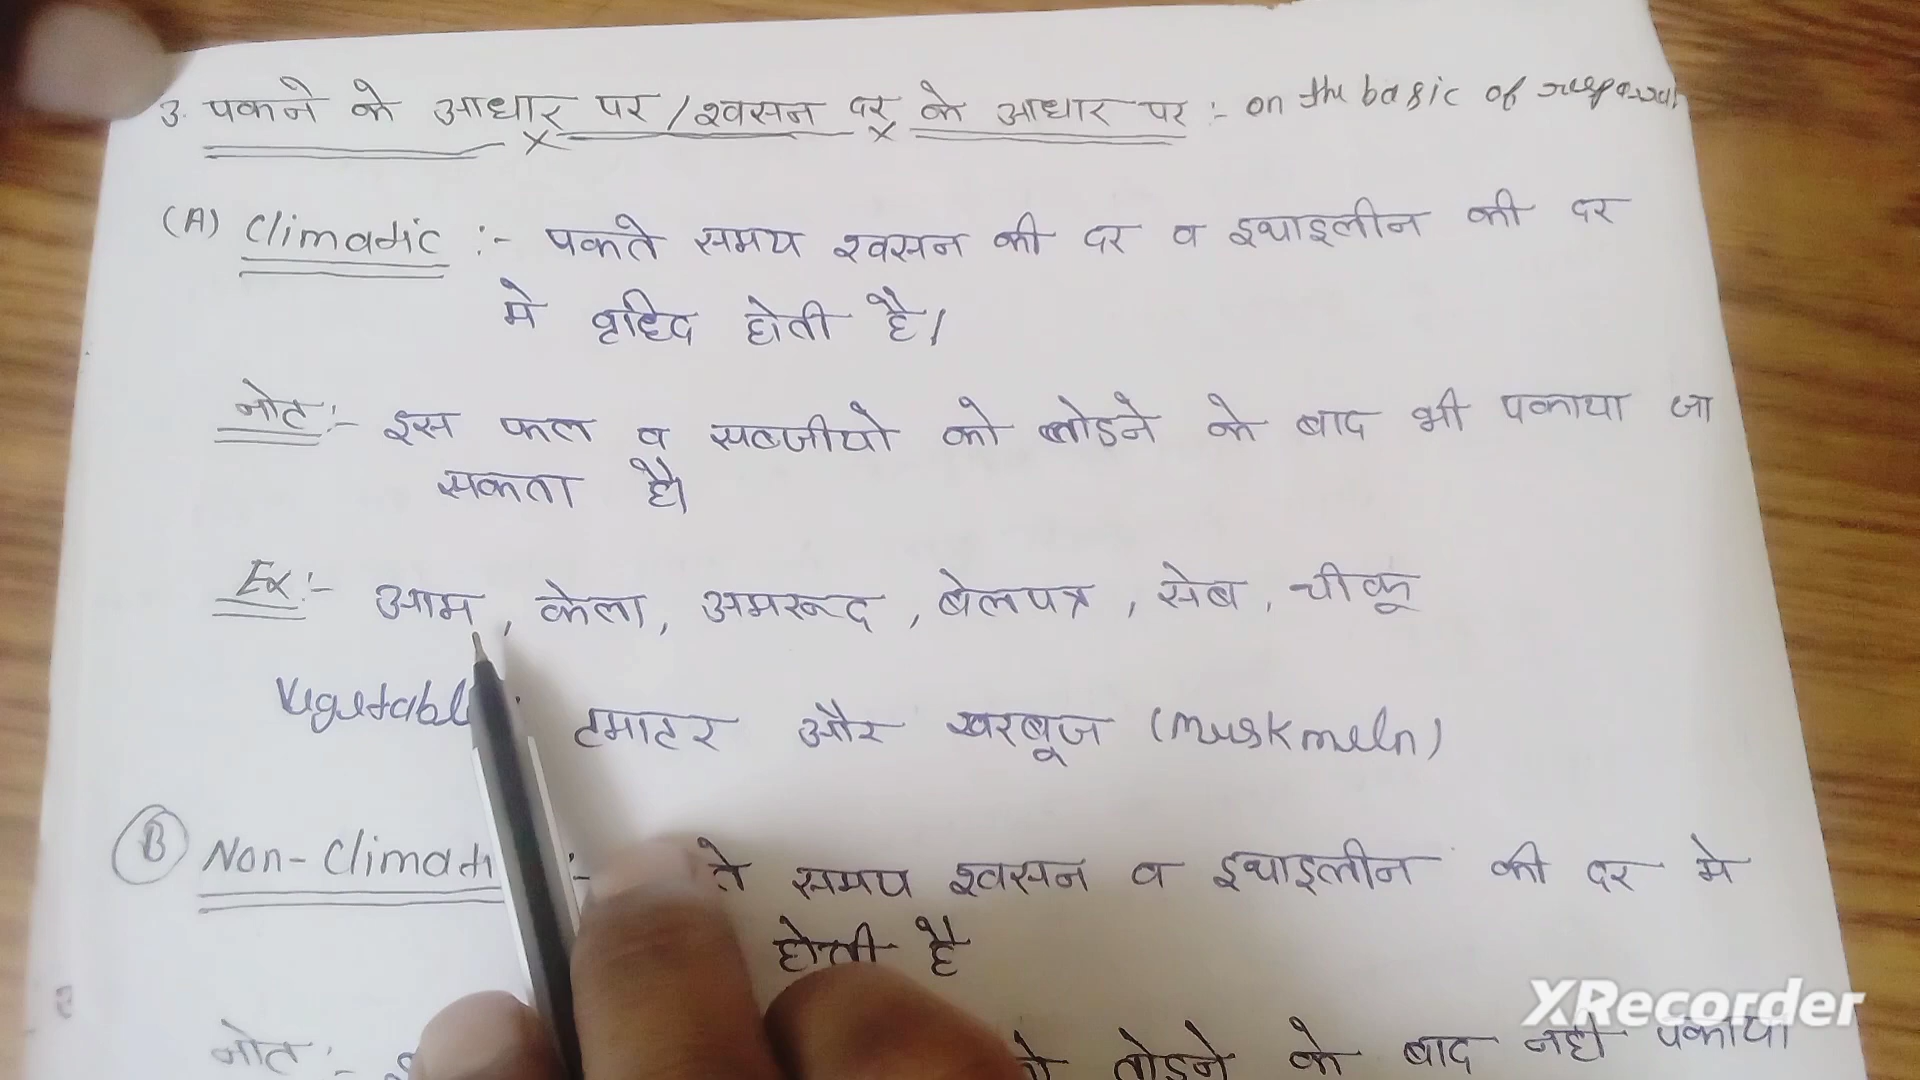 3. पकने के आधार पर / श्वसन दर के आधार पर :- on the basic of
(A) Climatic :- पकते समय श्वसन की दर व इथाइलीन की दर
मे वृद्धि होती है।
नोट :- इस फल व सब्जीयो को तोडने के बाद भी पकाया जा
सकता है।
Ex :- आम , केला , अमरूद , बेलपत्र , सेब , चीकू
Vegetable टमाटर और खरबूज (muskmeln)
(B) Non-Climati :- ते समय श्वसन व इथाइलीन की दर मे
होती है
नोट :- तोडने के बाद नही पकाया
XRecorder